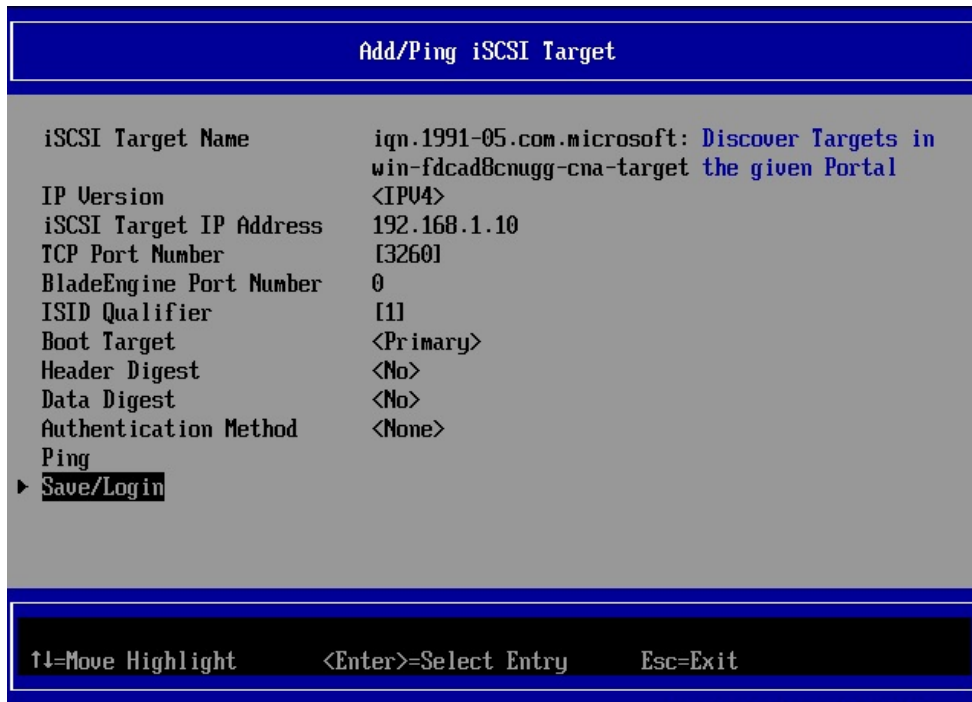 Add/Ping iSCSI Target
iSCSI Target Name iqn.1991-05.com.microsoft: Discover Targets in
win-fdcad8cnugg-cna-target the given Portal
IP Version <IPV4>
iSCSI Target IP Address 192.168.1.10
TCP Port Number [3260]
BladeEngine Port Number 0
ISID Qualifier [1]
Boot Target <Primary>
Header Digest <No>
Data Digest <No>
Authentication Method <None>
Ping
Save/Login
↑↓=Move Highlight <Enter>=Select Entry Esc=Exit